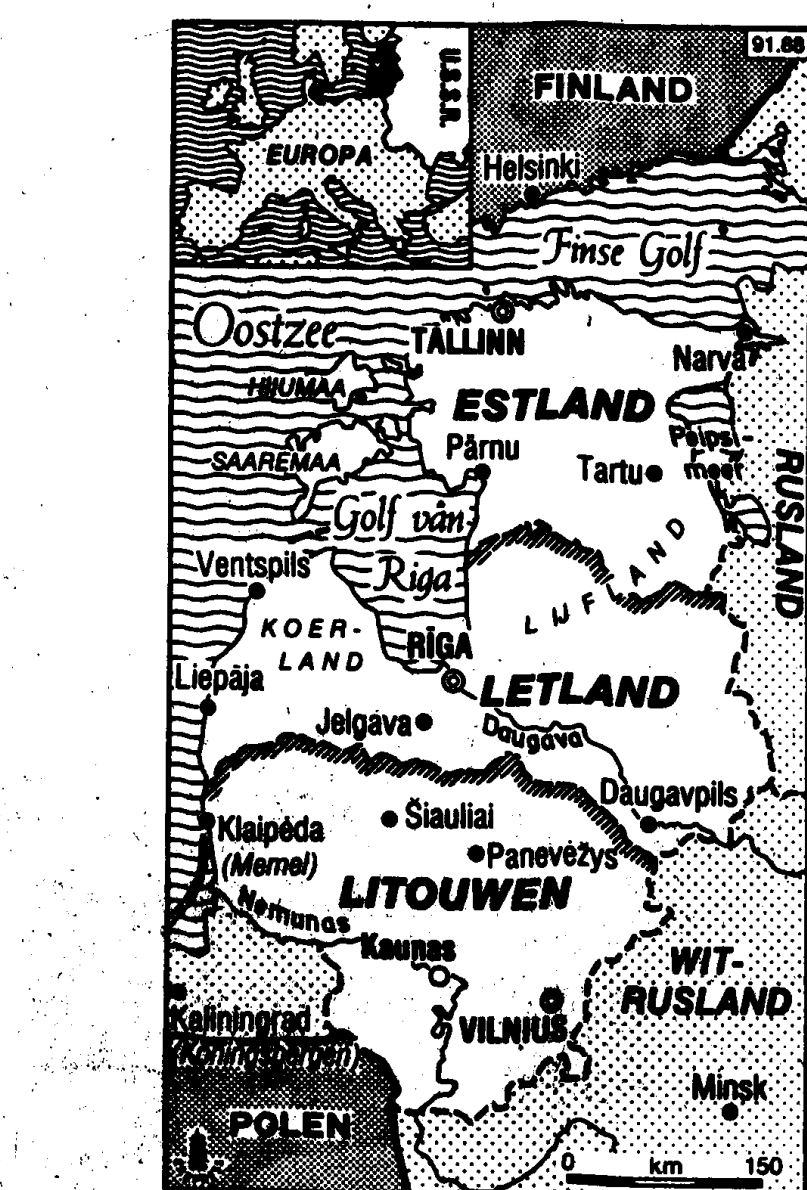 91.88
U.S.S.R.
FINLAND
EUROPA
Helsinki
Finse Golf
Oostzee
TALLINN
Narva
HIIUMAA
ESTLAND
Peipsi-
meer
Pärnu
SAAREMAA
Tartu
RUSLAND
Golf van
Riga
LIJFLAND
Ventspils
KOER-
LAND
RĪGA
Liepāja
LETLAND
Jelgava
Daugava
Daugavpils
Klaipėda
(Memel)
Šiauliai
Panevėžys
LITOUWEN
Nemunas
Kaunas
WIT-
RUSLAND
VILNIUS
Kaliningrad
(Koningsbergen)
Minsk
POLEN
0 km 150